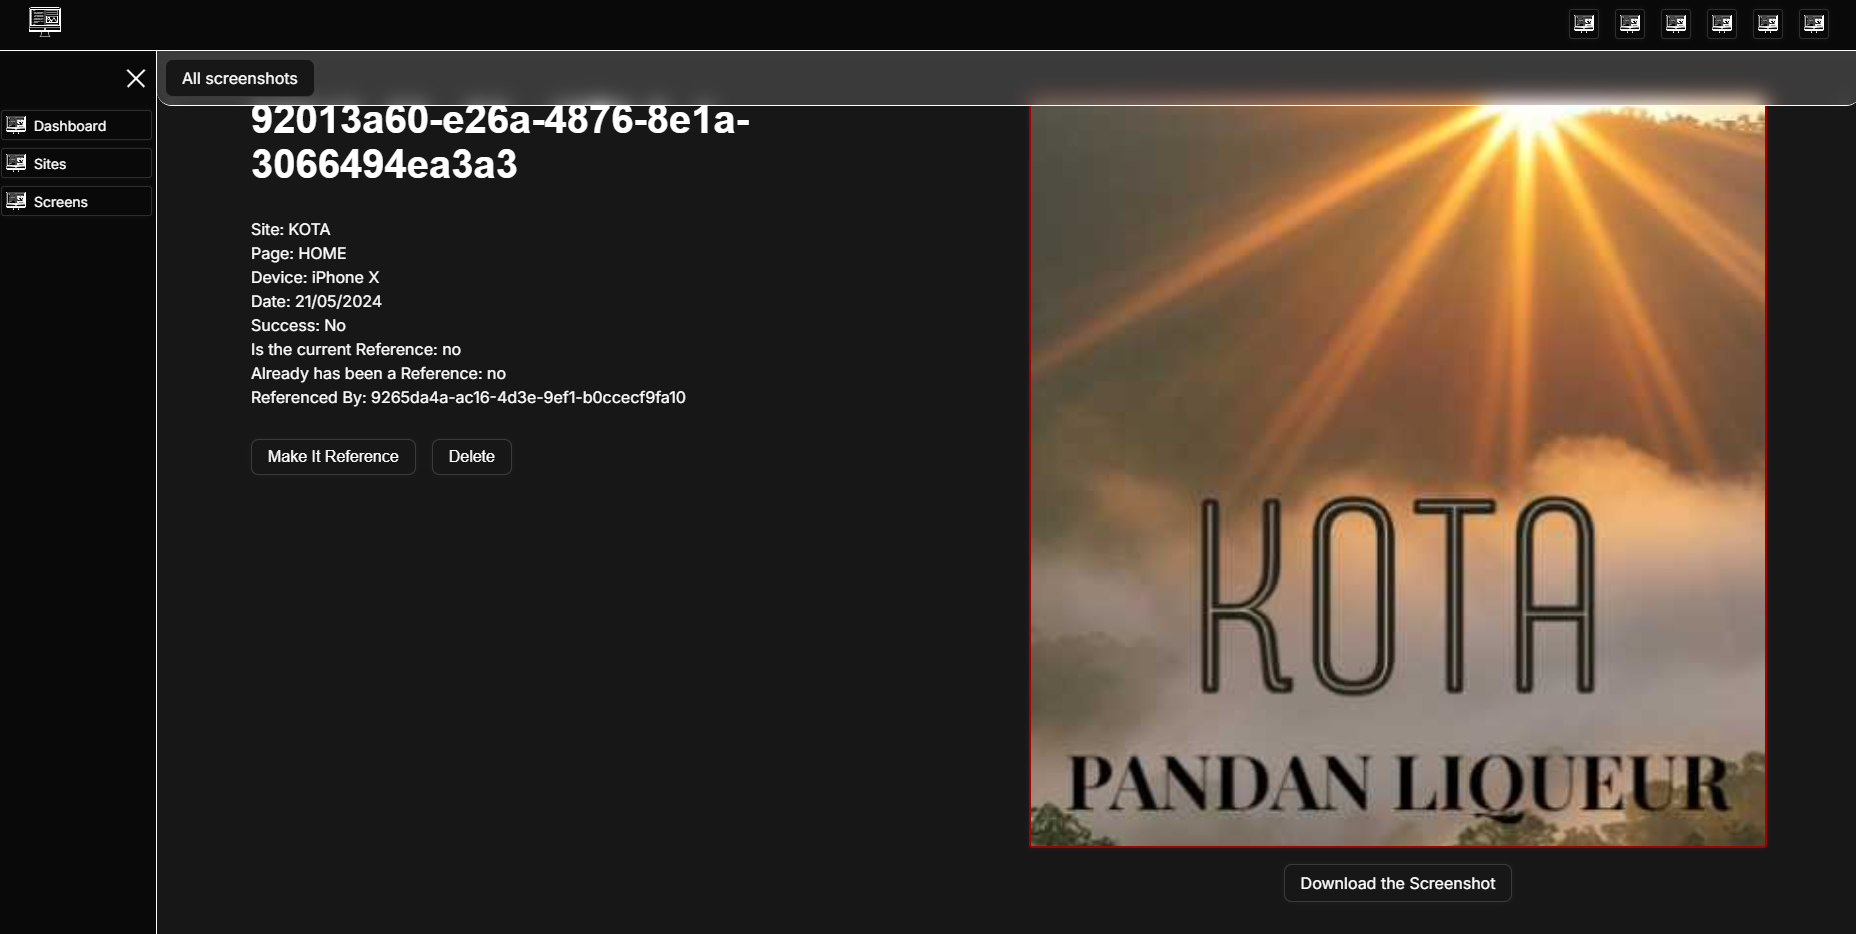 All screenshots
Dashboard
Sites
Screens
92013a60-e26a-4876-8e1a-
3066494ea3a3
Site: KOTA
Page: HOME
Device: iPhone X
Date: 21/05/2024
Success: No
Is the current Reference: no
Already has been a Reference: no
Referenced By: 9265da4a-ac16-4d3e-9ef1-b0ccecf9fa10
Make It Reference
Delete
KOTA
PANDAN LIQUEUR
Download the Screenshot